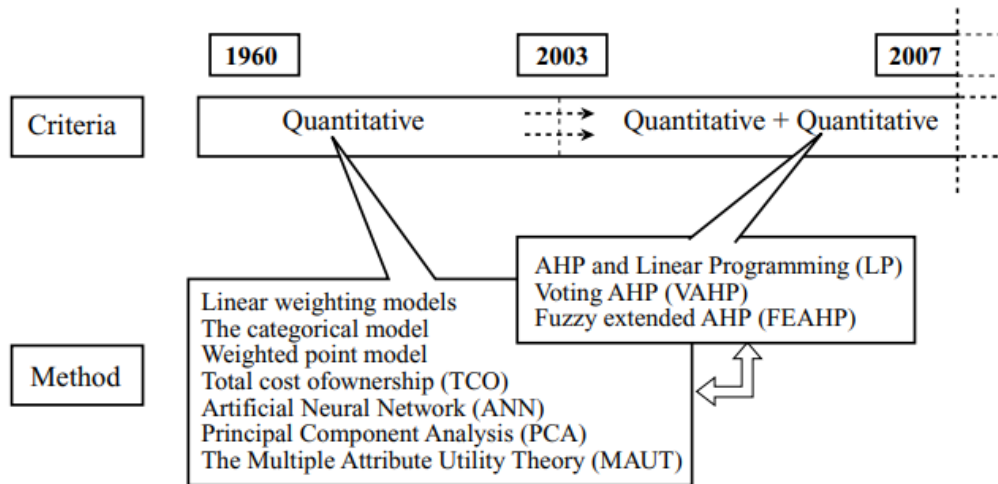 1960
2003
2007
Criteria
Quantitative
Quantitative + Quantitative
AHP and Linear Programming (LP)
Voting AHP (VAHP)
Fuzzy extended AHP (FEAHP)
Method
Linear weighting models
The categorical model
Weighted point model
Total cost ofownership (TCO)
Artificial Neural Network (ANN)
Principal Component Analysis (PCA)
The Multiple Attribute Utility Theory (MAUT)